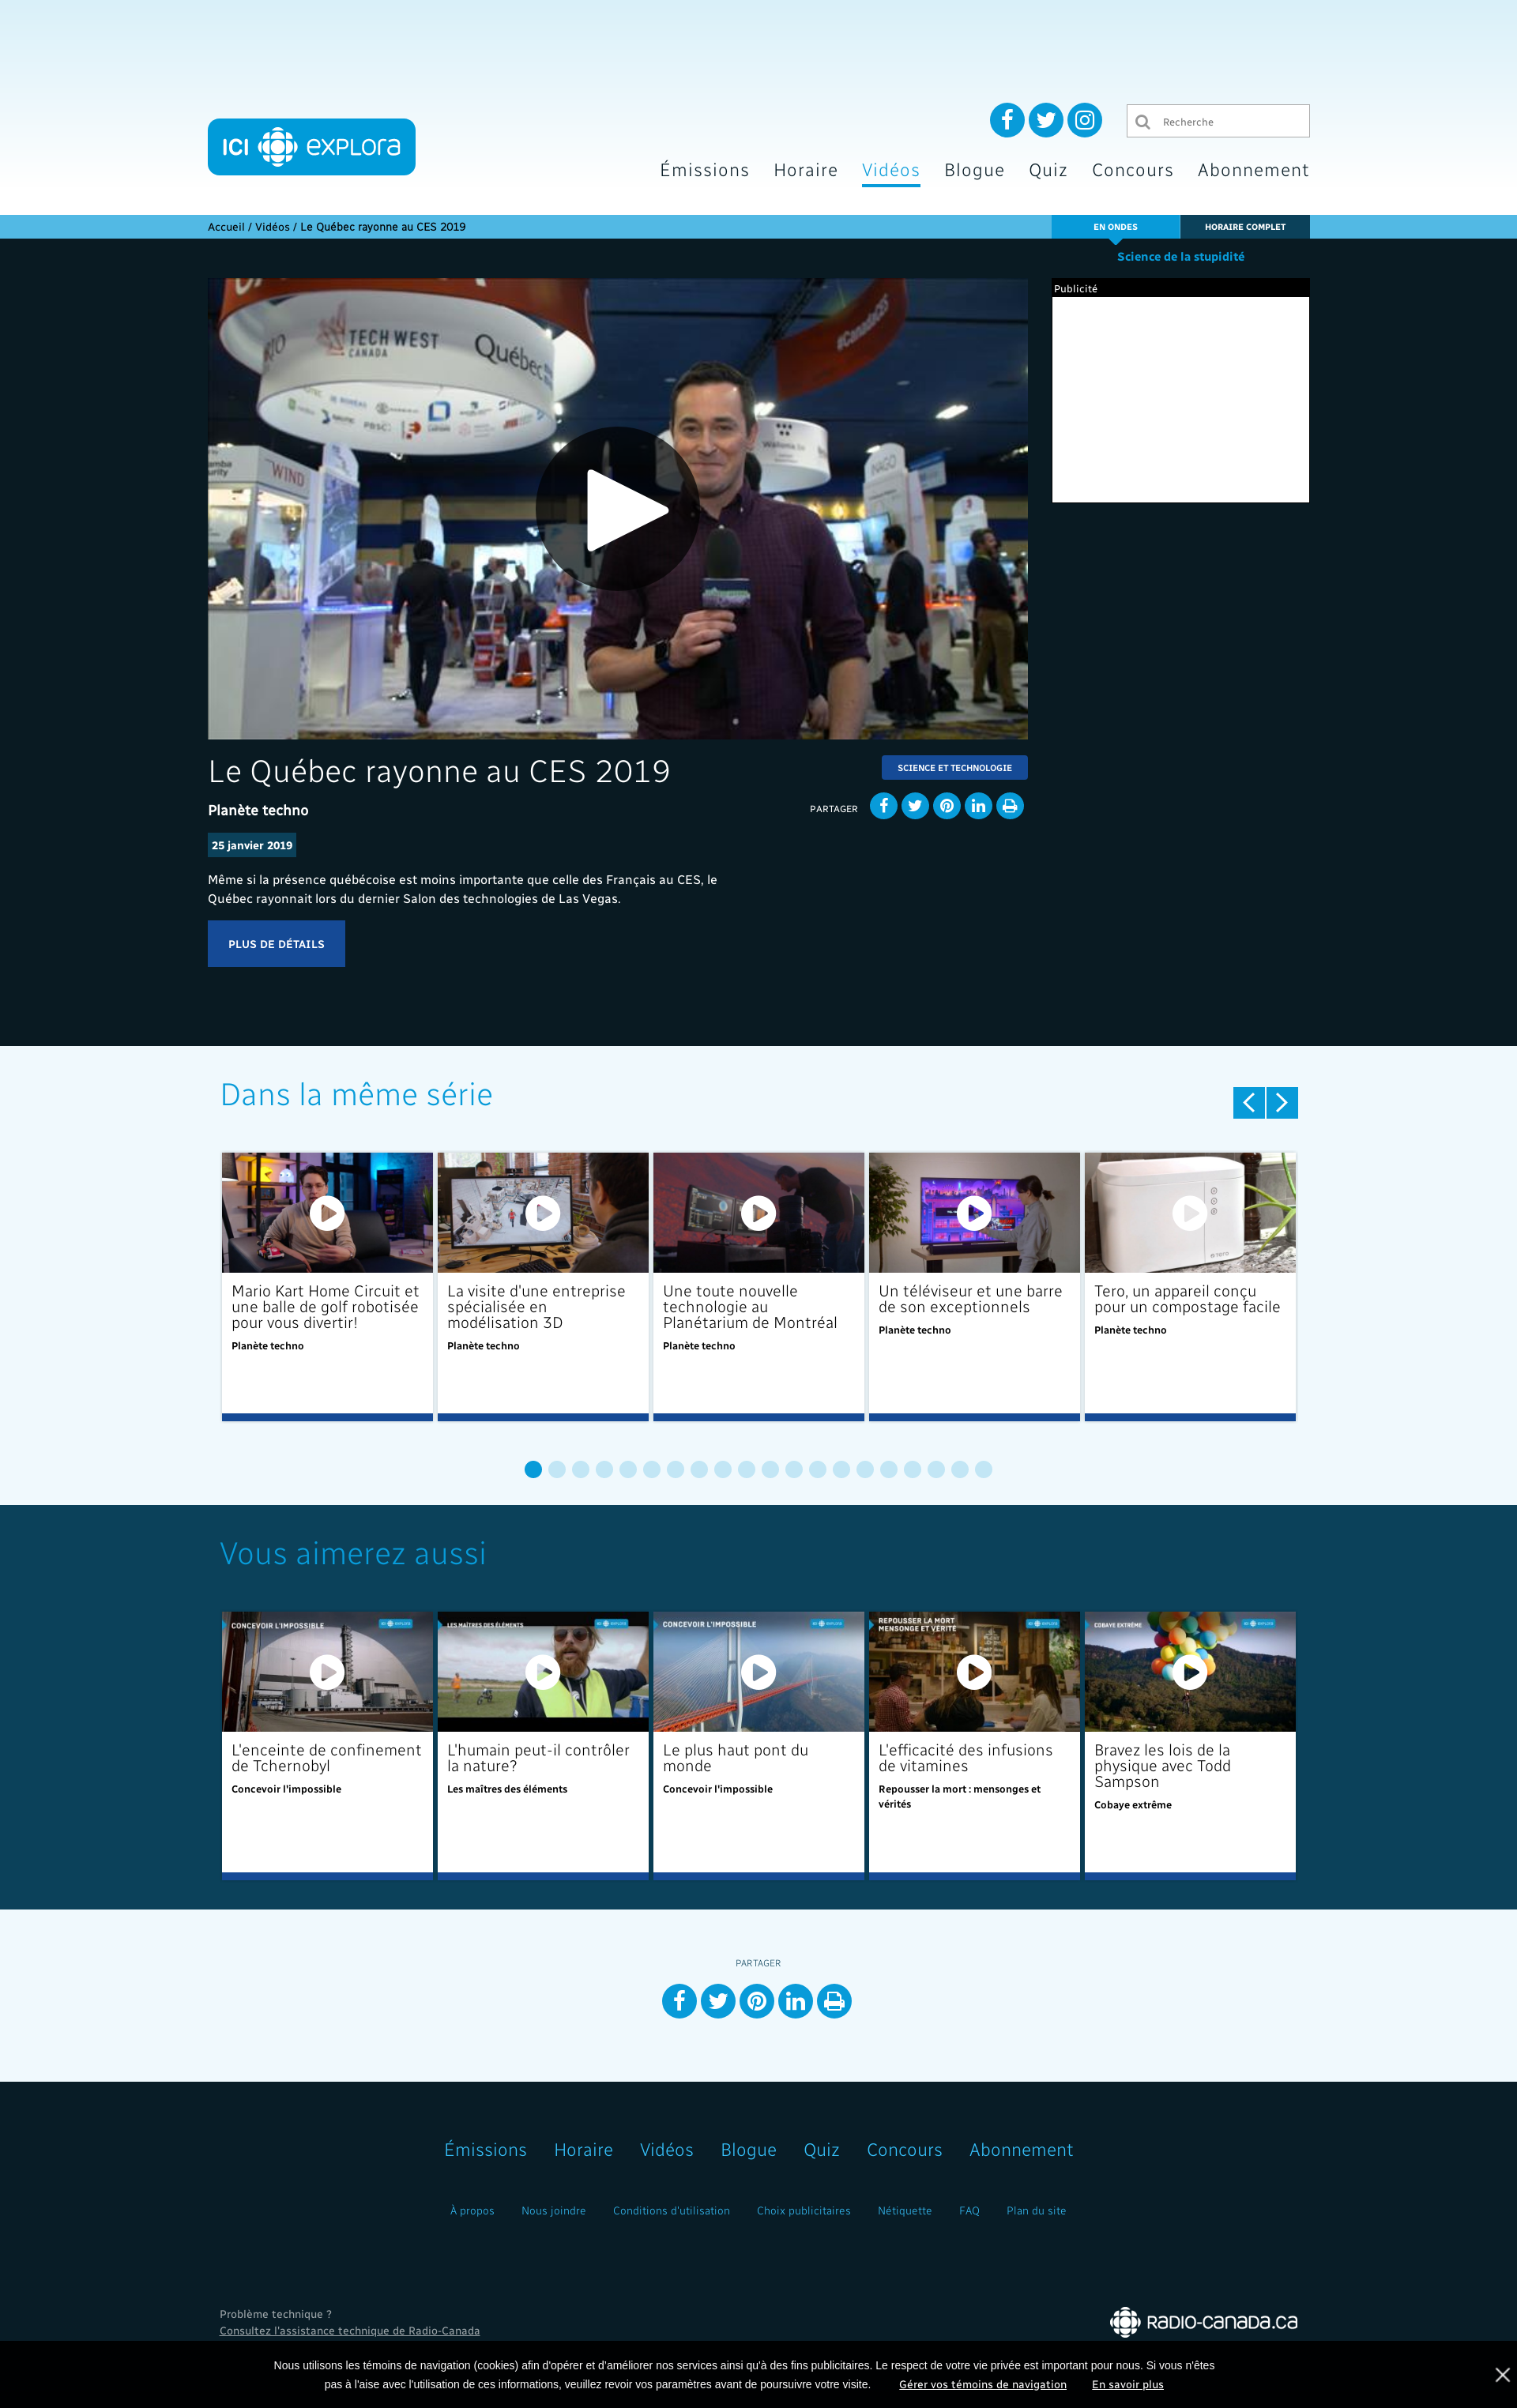 Recherche
ICI explora
Émissions Horaire Vidéos Blogue Quiz Concours Abonnement
Accueil / Vidéos / Le Québec rayonne au CES 2019
EN ONDES
HORAIRE COMPLET
Science de la stupidité
Publicité
TECH WEST
CANADA
Québec
#CanadaCES
WIND
Le Québec rayonne au CES 2019
SCIENCE ET TECHNOLOGIE
Planète techno
PARTAGER
25 janvier 2019
Même si la présence québécoise est moins importante que celle des Français au CES, le
Québec rayonnait lors du dernier Salon des technologies de Las Vegas.
PLUS DE DÉTAILS
Dans la même série
Mario Kart Home Circuit et
une balle de golf robotisée
pour vous divertir!
Planète techno
La visite d'une entreprise
spécialisée en
modélisation 3D
Planète techno
Une toute nouvelle
technologie au
Planétarium de Montréal
Planète techno
Un téléviseur et une barre
de son exceptionnels
Planète techno
Tero, un appareil conçu
pour un compostage facile
Planète techno
Vous aimerez aussi
CONCEVOIR L'IMPOSSIBLE
L'enceinte de confinement
de Tchernobyl
Concevoir l'impossible
LES MAÎTRES DES ÉLÉMENTS
L'humain peut-il contrôler
la nature?
Les maîtres des éléments
CONCEVOIR L'IMPOSSIBLE
Le plus haut pont du
monde
Concevoir l'impossible
REPOUSSER LA MORT
MENSONGE ET VÉRITÉ
L'efficacité des infusions
de vitamines
Repousser la mort : mensonges et
vérités
COBAYE EXTRÊME
Bravez les lois de la
physique avec Todd
Sampson
Cobaye extrême
PARTAGER
Émissions Horaire Vidéos Blogue Quiz Concours Abonnement
À propos Nous joindre Conditions d'utilisation Choix publicitaires Nétiquette FAQ Plan du site
Problème technique ?
Consultez l'assistance technique de Radio-Canada
RADIO-CANADA.CA
Nous utilisons les témoins de navigation (cookies) afin d'opérer et d'améliorer nos services ainsi qu'à des fins publicitaires. Le respect de votre vie privée est important pour nous. Si vous n'êtes
pas à l'aise avec l'utilisation de ces informations, veuillez revoir vos paramètres avant de poursuivre votre visite. Gérer vos témoins de navigation En savoir plus